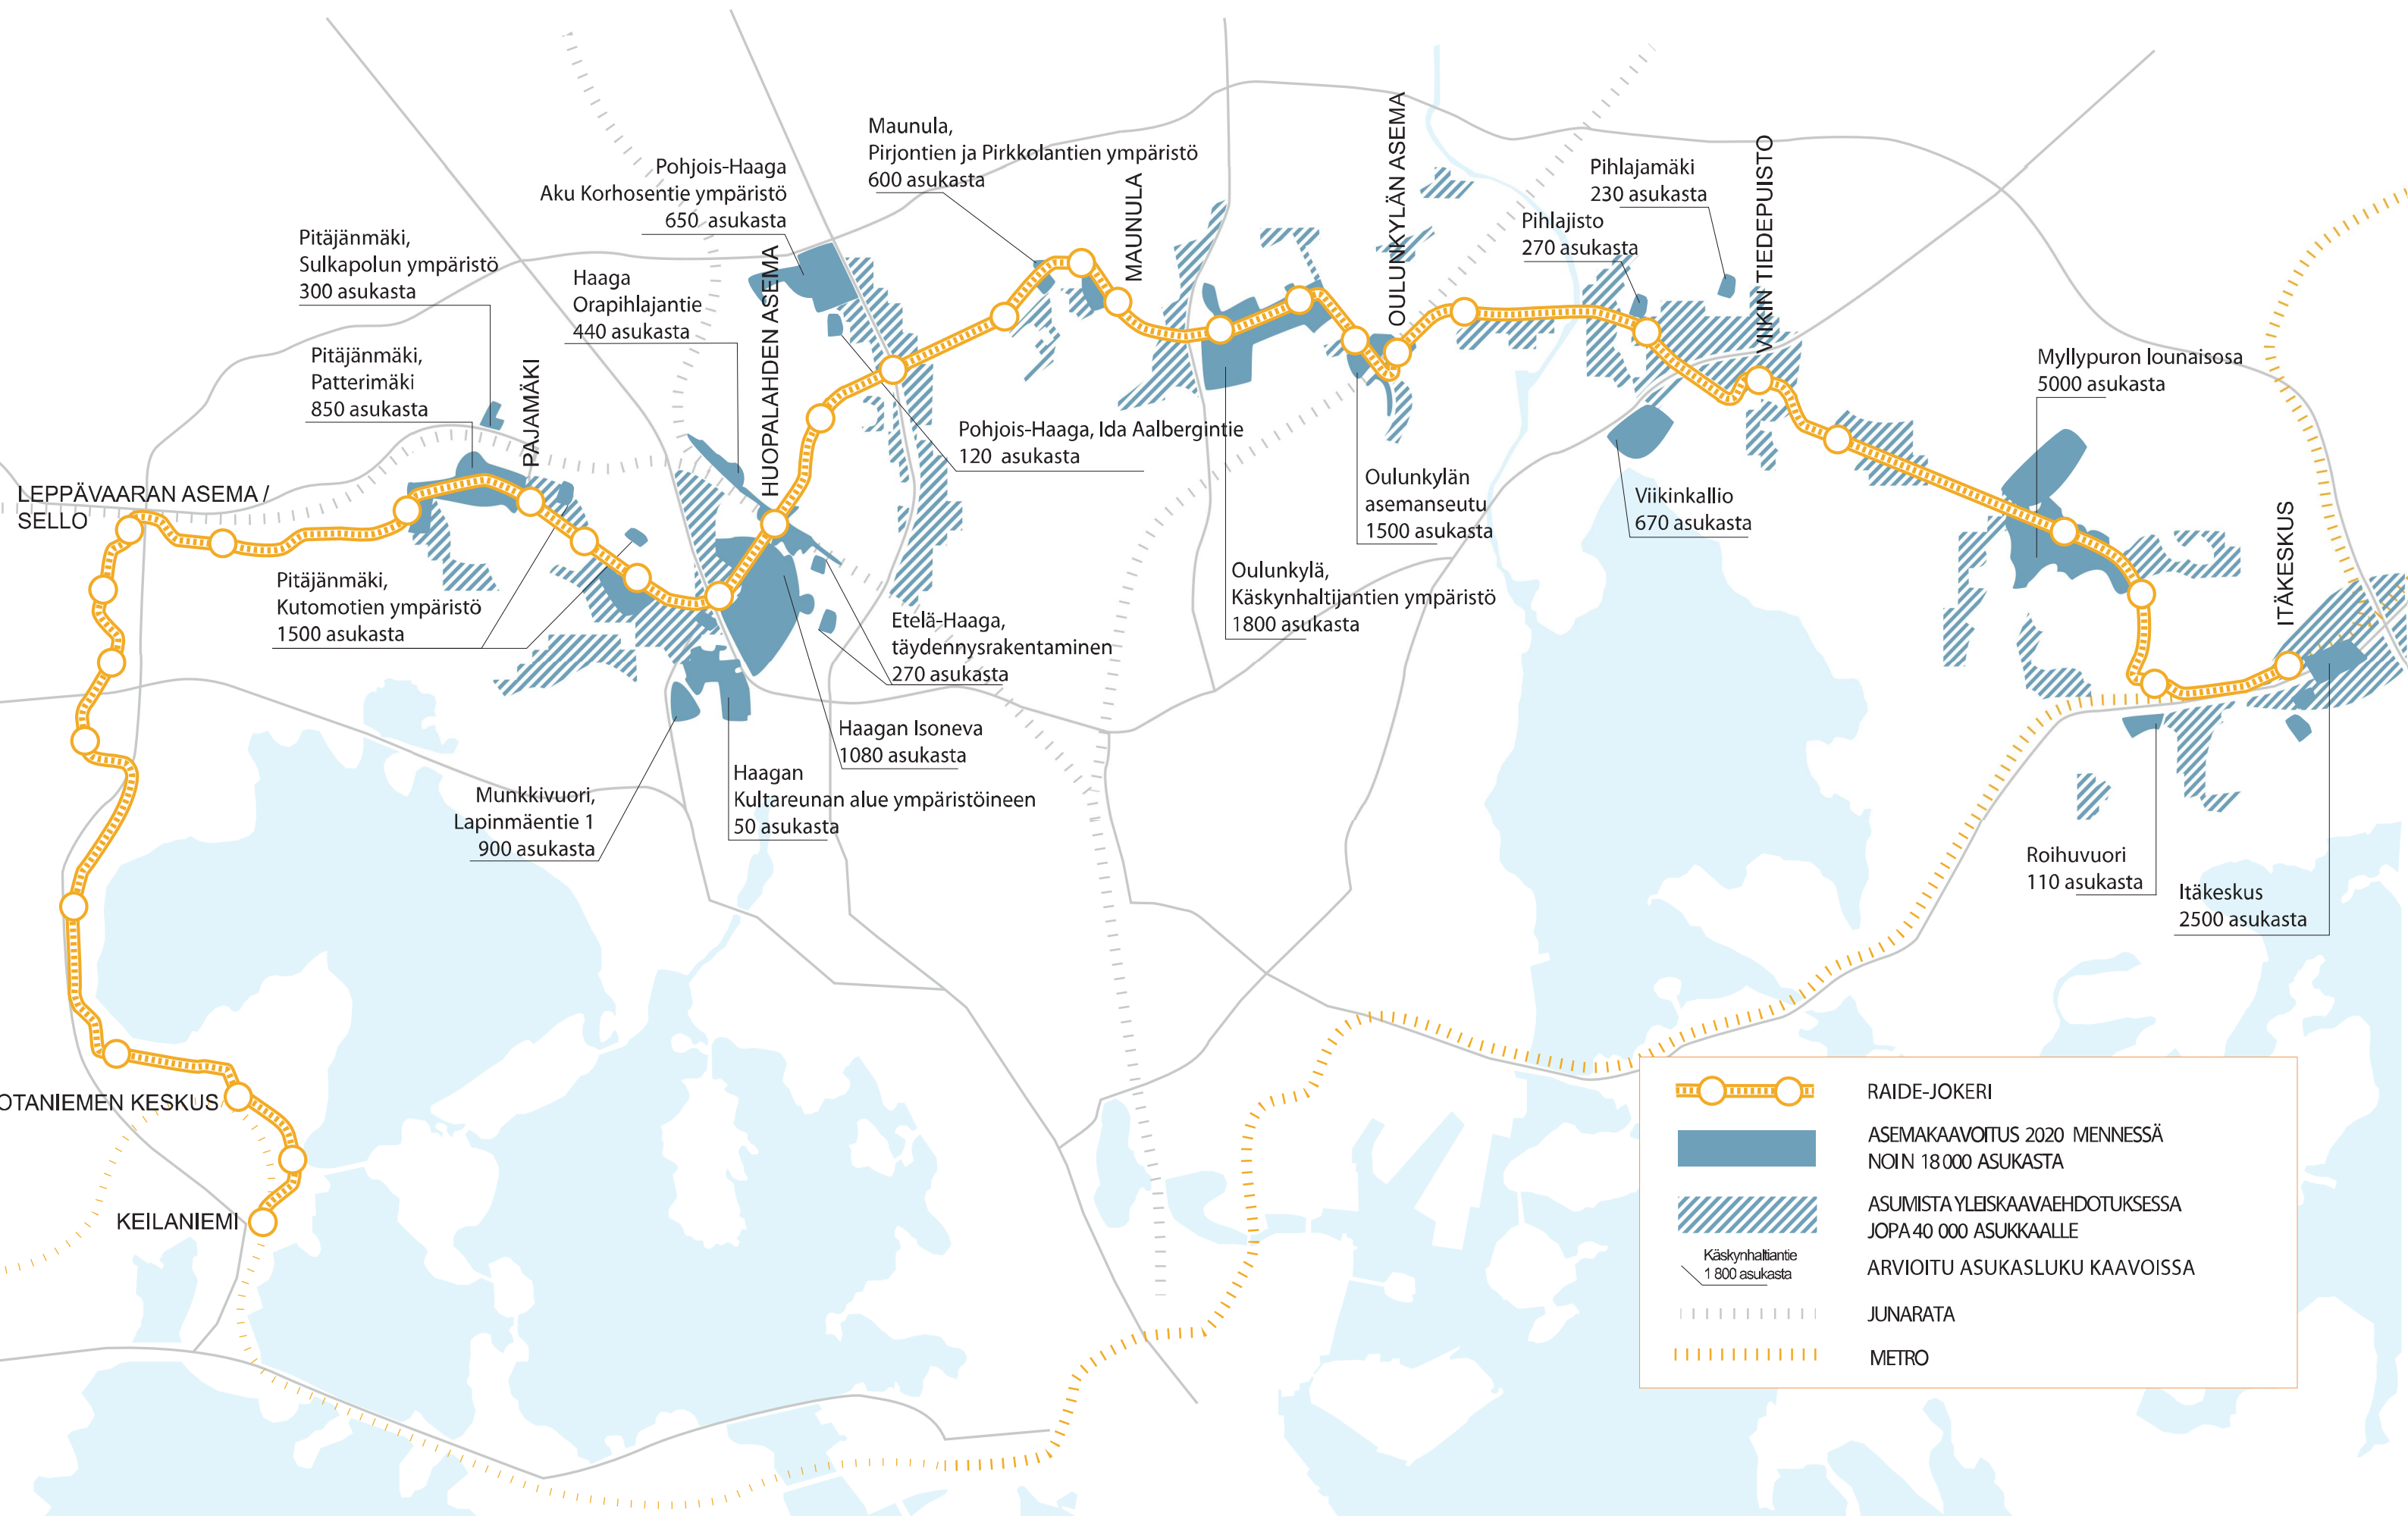 Maunula,
Pirjontien ja Pirkkolantien ympäristö
600 asukasta
Pohjois-Haaga
Aku Korhosentie ympäristö
650 asukasta
Pitäjänmäki,
Sulkapolun ympäristö
300 asukasta
Haaga
Orapihlajantie
440 asukasta
Pitäjänmäki,
Patterimäki
850 asukasta
PAJAMÄKI
HUOPALAHDEN ASEMA
MAUNULA
OULUNKYLÄN ASEMA
Pihlajamäki
230 asukasta
Pihlajisto
270 asukasta
VIIKIN TIEDEPUISTO
Myllypuron lounaisosa
5000 asukasta
Pohjois-Haaga, Ida Aalbergintie
120 asukasta
LEPPÄVAARAN ASEMA /
SELLO
Oulunkylän
asemanseutu
1500 asukasta
Viikinkallio
670 asukasta
ITÄKESKUS
Pitäjänmäki,
Kutomotien ympäristö
1500 asukasta
Oulunkylä,
Käskynhaltijantien ympäristö
1800 asukasta
Etelä-Haaga,
täydennysrakentaminen
270 asukasta
Haagan Isoneva
1080 asukasta
Haagan
Kultareunan alue ympäristöineen
50 asukasta
Munkkivuori,
Lapinmäentie 1
900 asukasta
Roihuvuori
110 asukasta
Itäkeskus
2500 asukasta
OTANIEMEN KESKUS
KEILANIEMI
RAIDE-JOKERI
ASEMAKAAVOITUS 2020 MENNESSÄ
NOIN 18 000 ASUKASTA
ASUMISTA YLEISKAAVAEHDOTUKSESSA
JOPA 40 000 ASUKKAALLE
Käskynhaltiantie
1 800 asukasta
ARVIOITU ASUKASLUKU KAAVOISSA
JUNARATA
METRO